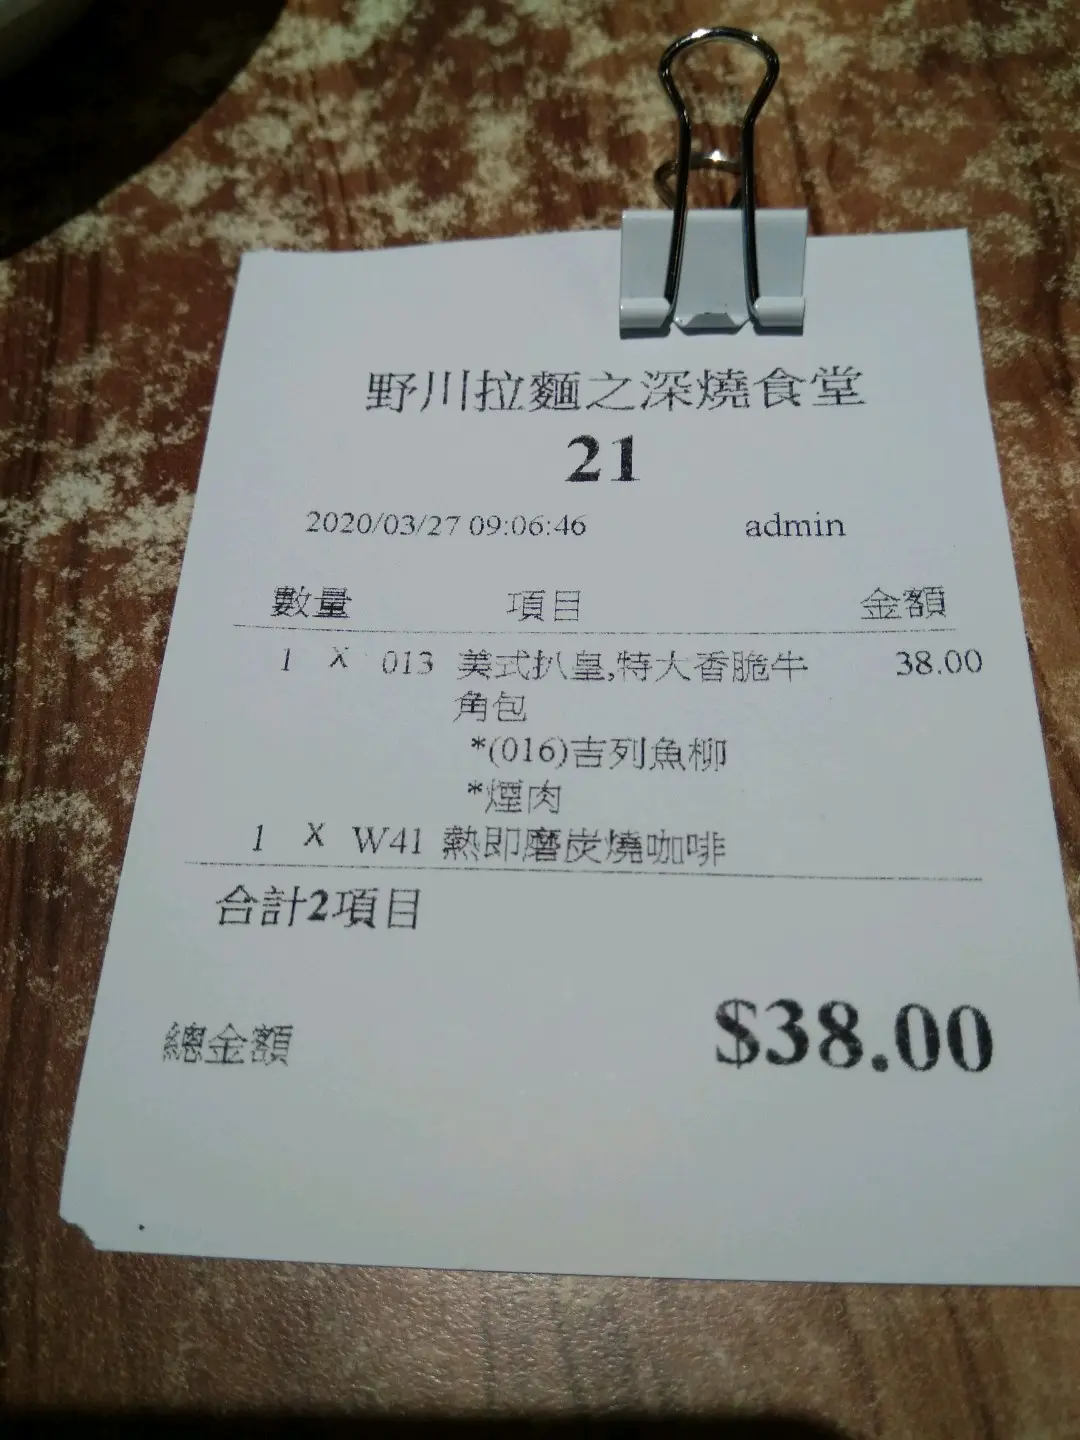 野川拉麵之深燒食堂
21
2020/03/27 09:06:46 admin
數量 項目 金額
1 X 013 美式扒皇,特大香脆牛 38.00
角包
*(016)吉列魚柳
*煙肉
1 X W41 熱即磨炭燒咖啡
合計2項目
總金額 $38.00